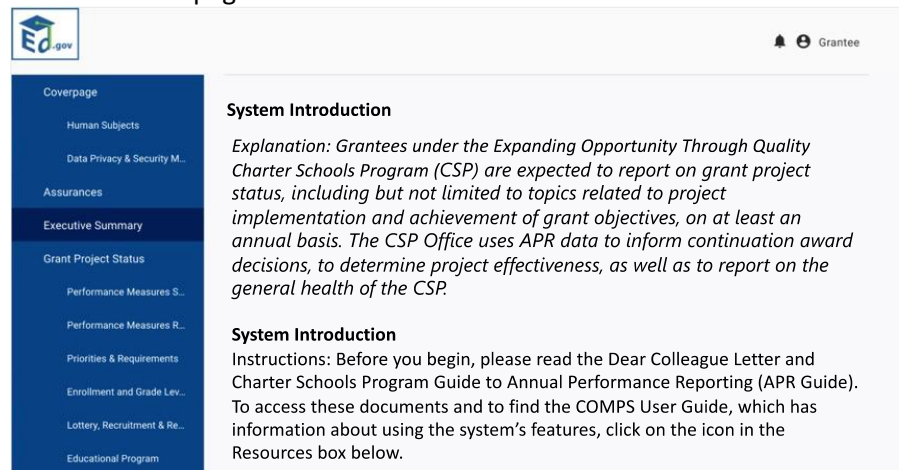 Ed.gov
Grantee
Coverpage
Human Subjects
Data Privacy & Security M...
Assurances
Executive Summary
Grant Project Status
Performance Measures S...
Performance Measures R...
Priorities & Requirements
Enrollment and Grade Lev...
Lottery, Recruitment & Re...
Educational Program
System Introduction
Explanation: Grantees under the Expanding Opportunity Through Quality
Charter Schools Program (CSP) are expected to report on grant project
status, including but not limited to topics related to project
implementation and achievement of grant objectives, on at least an
annual basis. The CSP Office uses APR data to inform continuation award
decisions, to determine project effectiveness, as well as to report on the
general health of the CSP.
System Introduction
Instructions: Before you begin, please read the Dear Colleague Letter and
Charter Schools Program Guide to Annual Performance Reporting (APR Guide).
To access these documents and to find the COMPS User Guide, which has
information about using the system’s features, click on the icon in the
Resources box below.